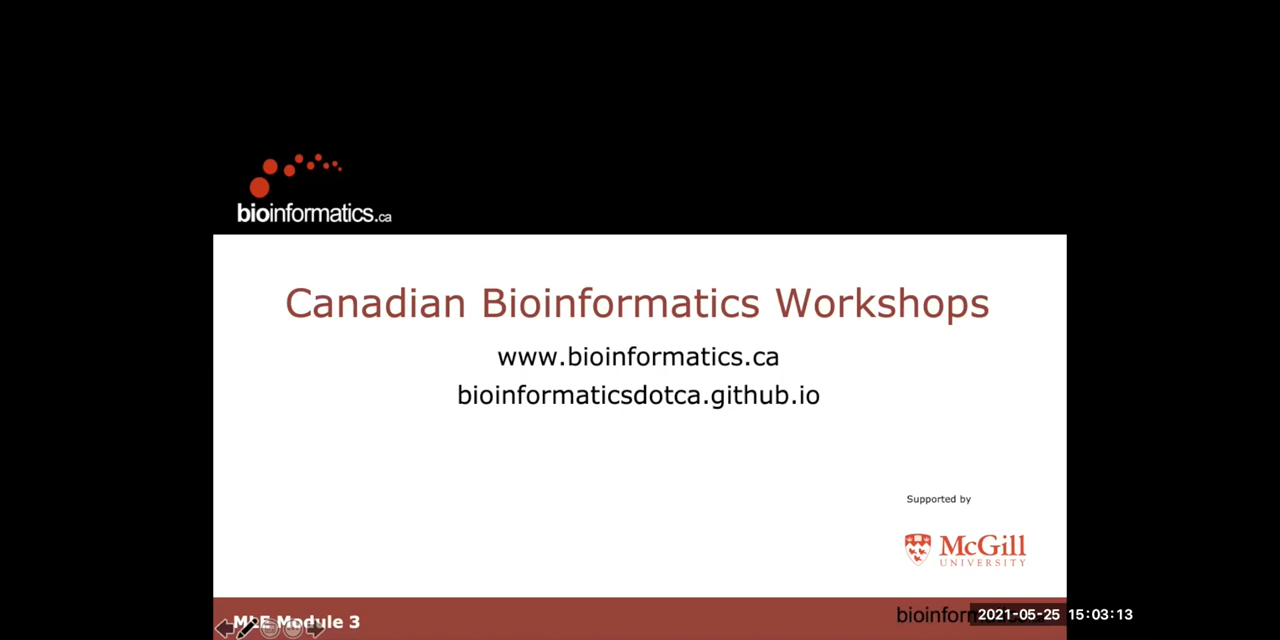 bioinformatics.ca
Canadian Bioinformatics Workshops
www.bioinformatics.ca
bioinformaticsdotca.github.io
Supported by
McGill
UNIVERSITY
Module 3
2021-05-25 15:03:13